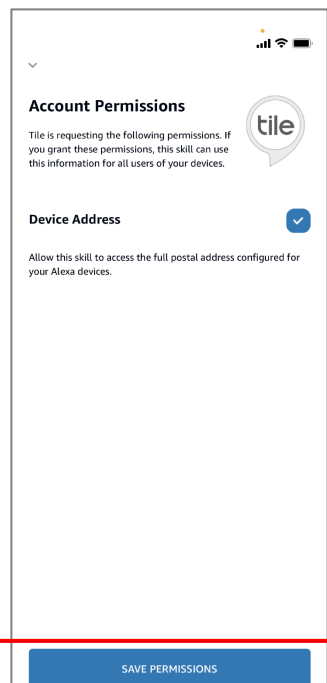 Account Permissions
tile
Tile is requesting the following permissions. If
you grant these permissions, this skill can use
this information for all users of your devices.
Device Address
Allow this skill to access the full postal address configured for
your Alexa devices.
SAVE PERMISSIONS